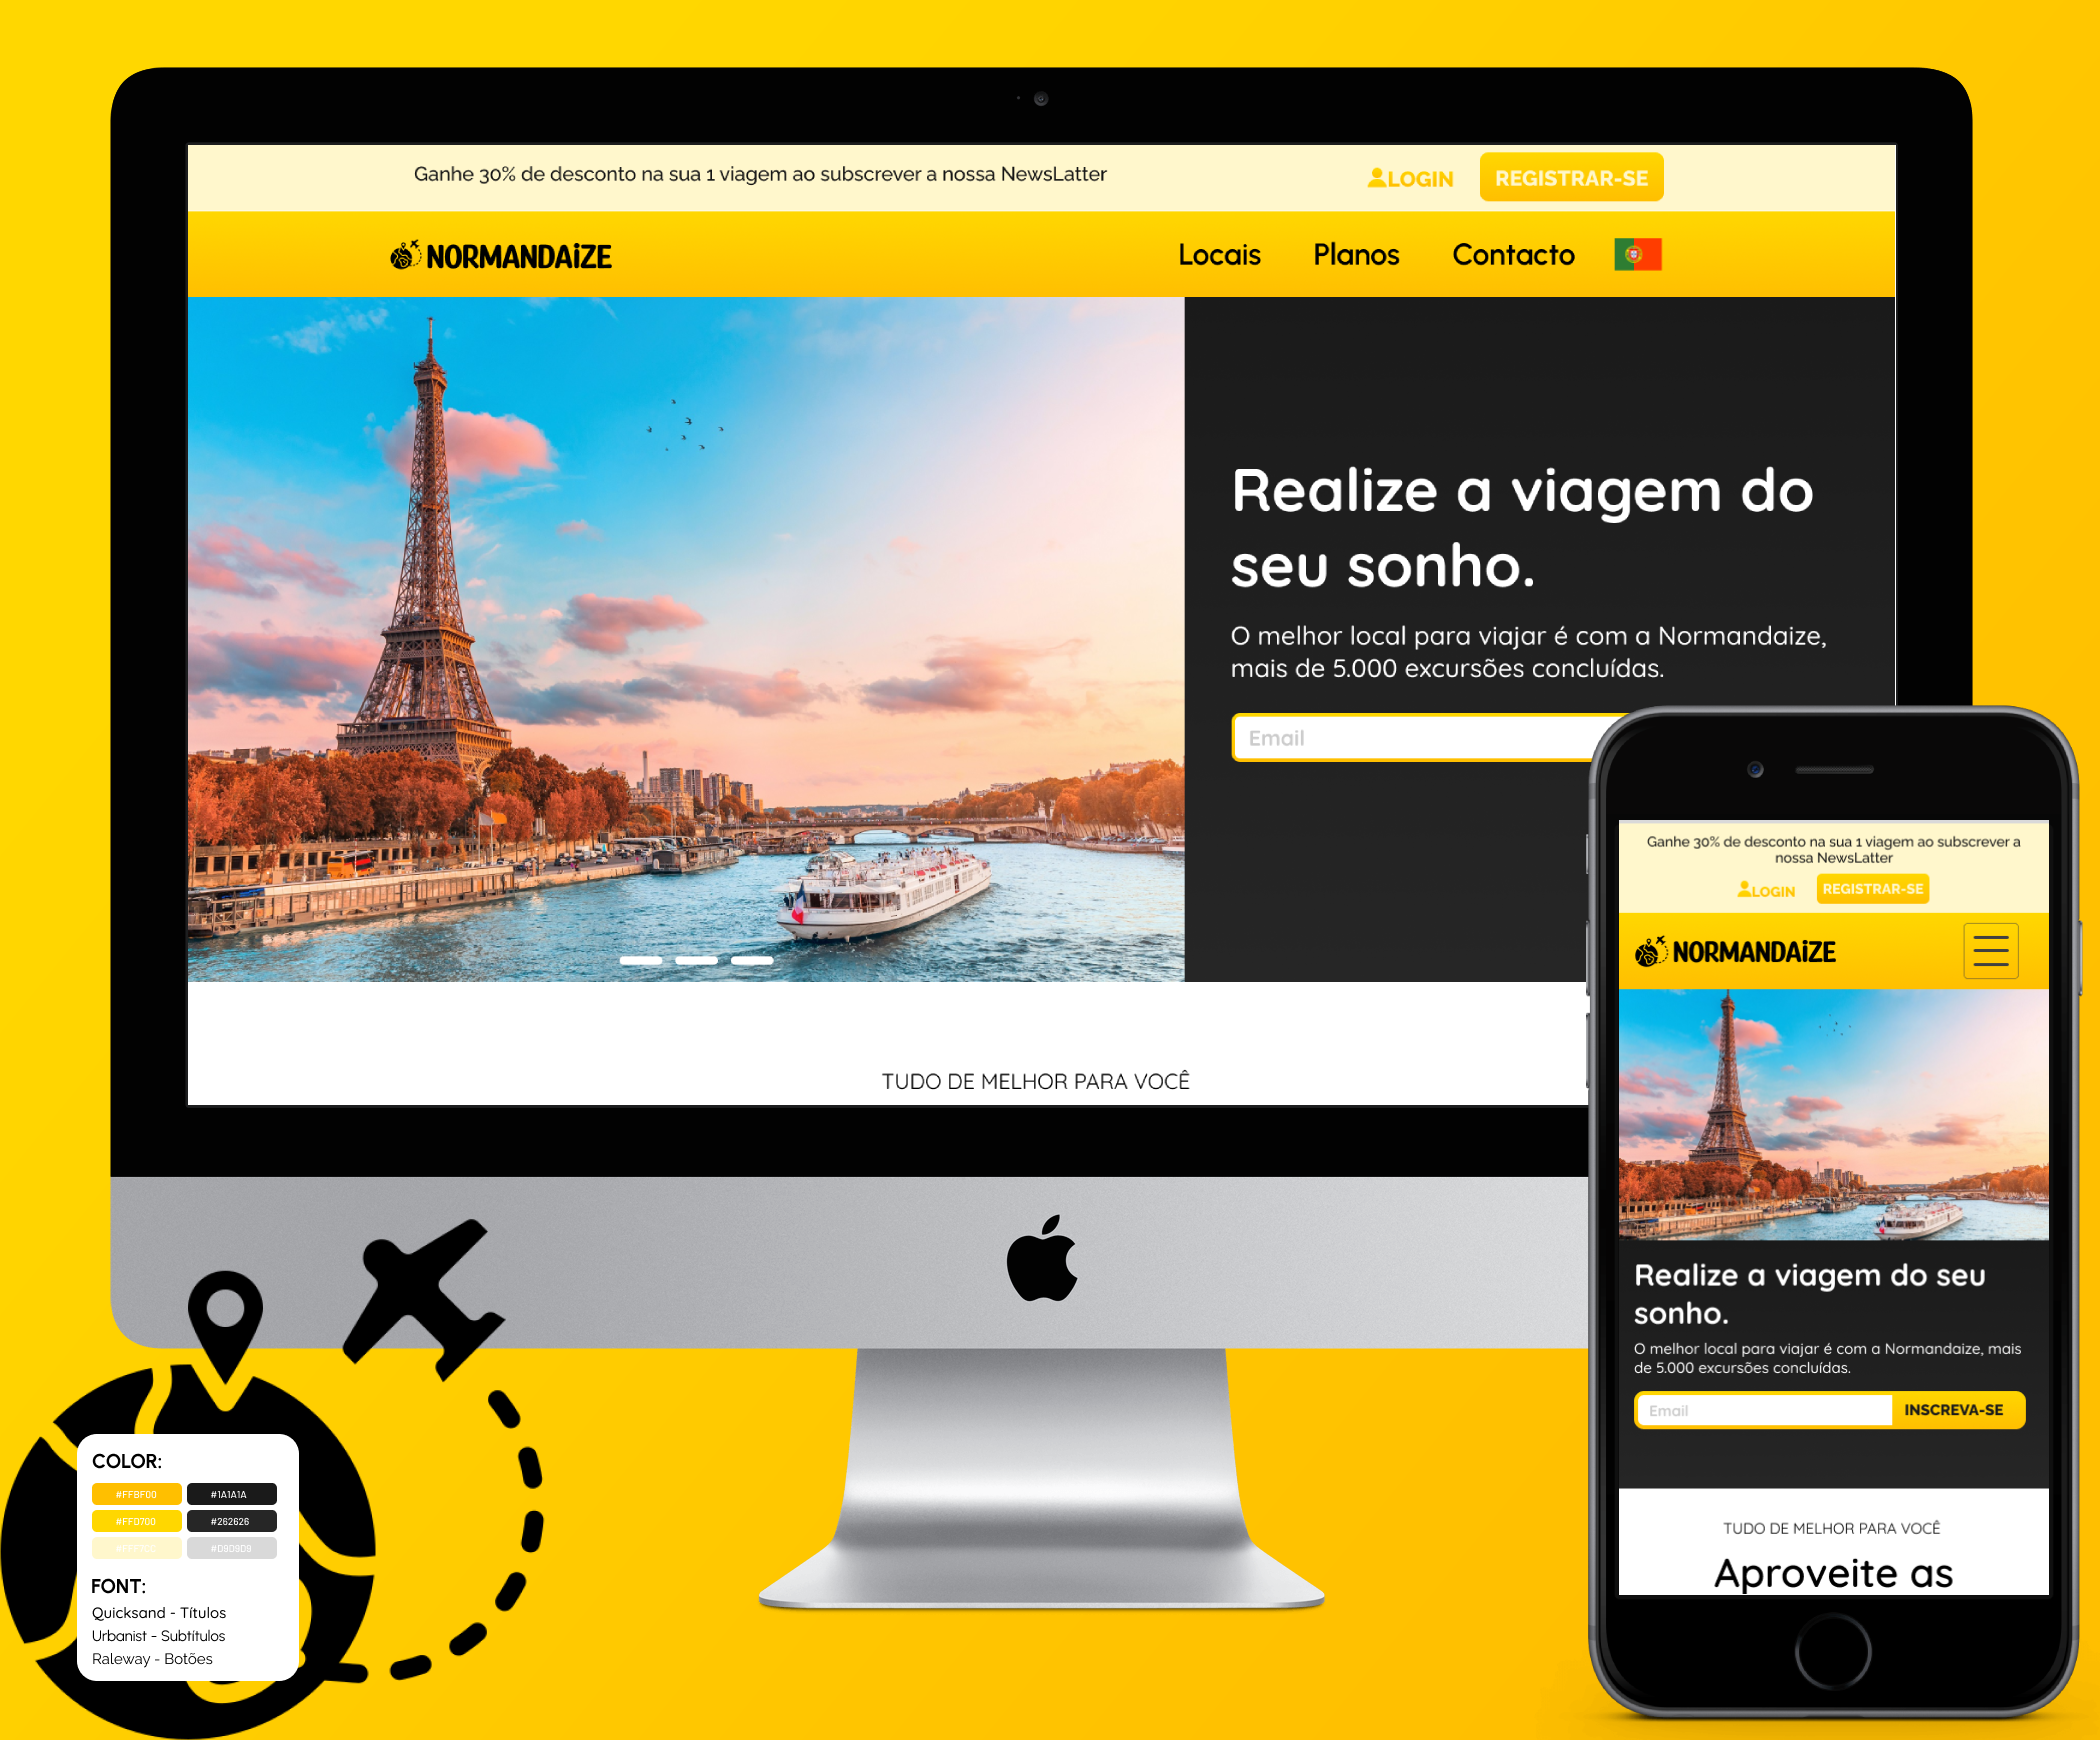 Ganhe 30% de desconto na sua 1 viagem ao subscrever a nossa NewsLatter
LOGIN
REGISTRAR-SE
NORMANDAiZE
Locais
Planos
Contacto
Realize a viagem do
seu sonho.
O melhor local para viajar é com a Normandaize,
mais de 5.000 excursões concluídas.
Email
TUDO DE MELHOR PARA VOCÊ
Ganhe 30% de desconto na sua 1 viagem ao subscrever a
nossa NewsLatter
LOGIN
REGISTRAR-SE
NORMANDAiZE
Realize a viagem do seu
sonho.
O melhor local para viajar é com a Normandaize, mais
de 5.000 excursões concluídas.
Email
INSCREVA-SE
TUDO DE MELHOR PARA VOCÊ
Aproveite as
COLOR:
#FFBF00
#1A1A1A
#FFD700
#262626
#D9D9D9
FONT:
Quicksand - Títulos
Urbanist - Subtítulos
Raleway - Botões